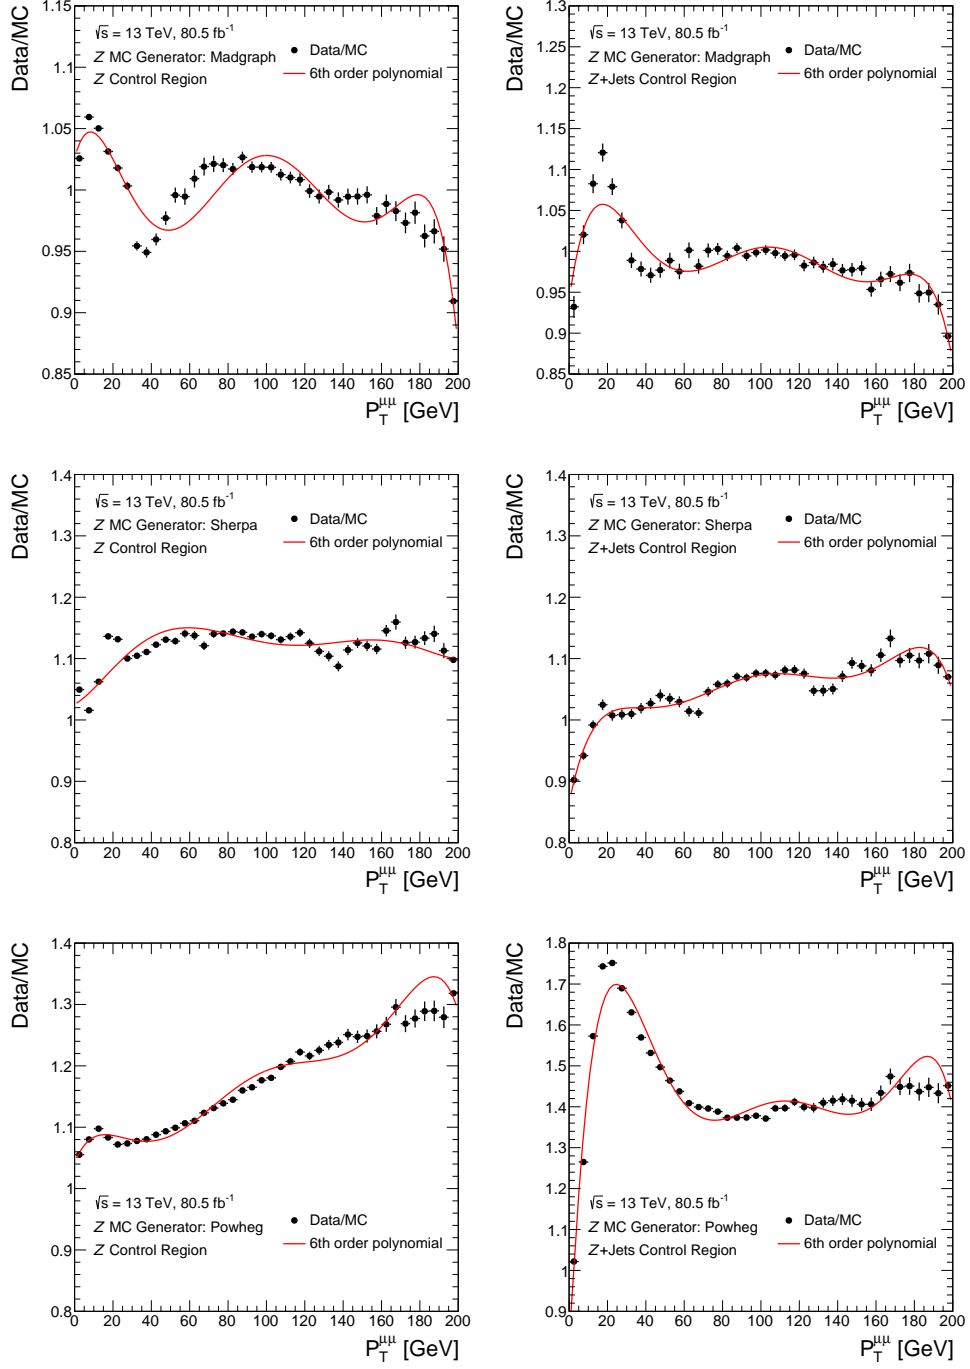 Data/MC
1.15
1.1
1.05
1
0.95
0.9
0.85
√s = 13 TeV, 80.5 fb⁻¹
Z MC Generator: Madgraph
Z Control Region
Data/MC
6th order polynomial
0 20 40 60 80 100 120 140 160 180 200
P_T^μμ [GeV]
Data/MC
1.3
1.25
1.2
1.15
1.1
1.05
1
0.95
0.9
0.85
√s = 13 TeV, 80.5 fb⁻¹
Z MC Generator: Madgraph
Z+Jets Control Region
Data/MC
6th order polynomial
0 20 40 60 80 100 120 140 160 180 200
P_T^μμ [GeV]
Data/MC
1.4
1.3
1.2
1.1
1
0.9
0.8
√s = 13 TeV, 80.5 fb⁻¹
Z MC Generator: Sherpa
Z Control Region
Data/MC
6th order polynomial
0 20 40 60 80 100 120 140 160 180 200
P_T^μμ [GeV]
Data/MC
1.4
1.3
1.2
1.1
1
0.9
0.8
√s = 13 TeV, 80.5 fb⁻¹
Z MC Generator: Sherpa
Z+Jets Control Region
Data/MC
6th order polynomial
0 20 40 60 80 100 120 140 160 180 200
P_T^μμ [GeV]
Data/MC
1.4
1.3
1.2
1.1
1
0.9
0.8
√s = 13 TeV, 80.5 fb⁻¹
Z MC Generator: Powheg
Z Control Region
Data/MC
6th order polynomial
0 20 40 60 80 100 120 140 160 180 200
P_T^μμ [GeV]
Data/MC
1.8
1.7
1.6
1.5
1.4
1.3
1.2
1.1
1
0.9
√s = 13 TeV, 80.5 fb⁻¹
Z MC Generator: Powheg
Z+Jets Control Region
Data/MC
6th order polynomial
0 20 40 60 80 100 120 140 160 180 200
P_T^μμ [GeV]